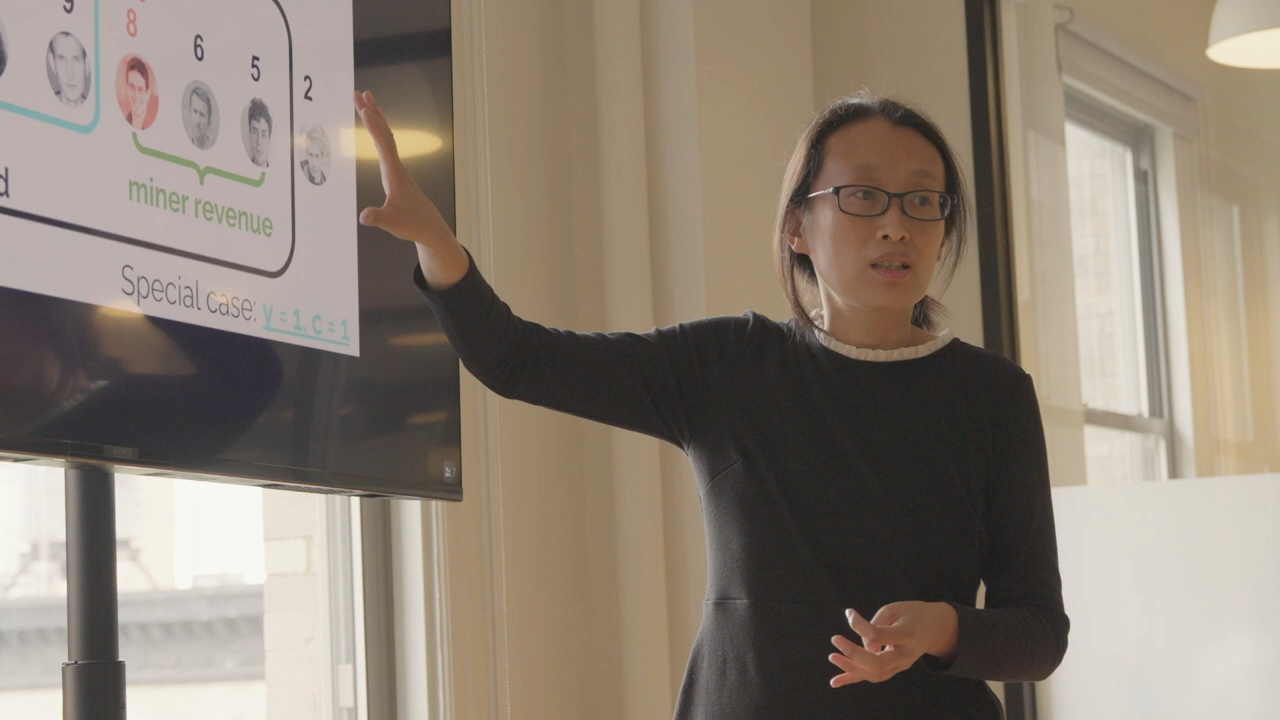 9
8
6
5
2
d
miner revenue
Special case: γ = 1, c = 1